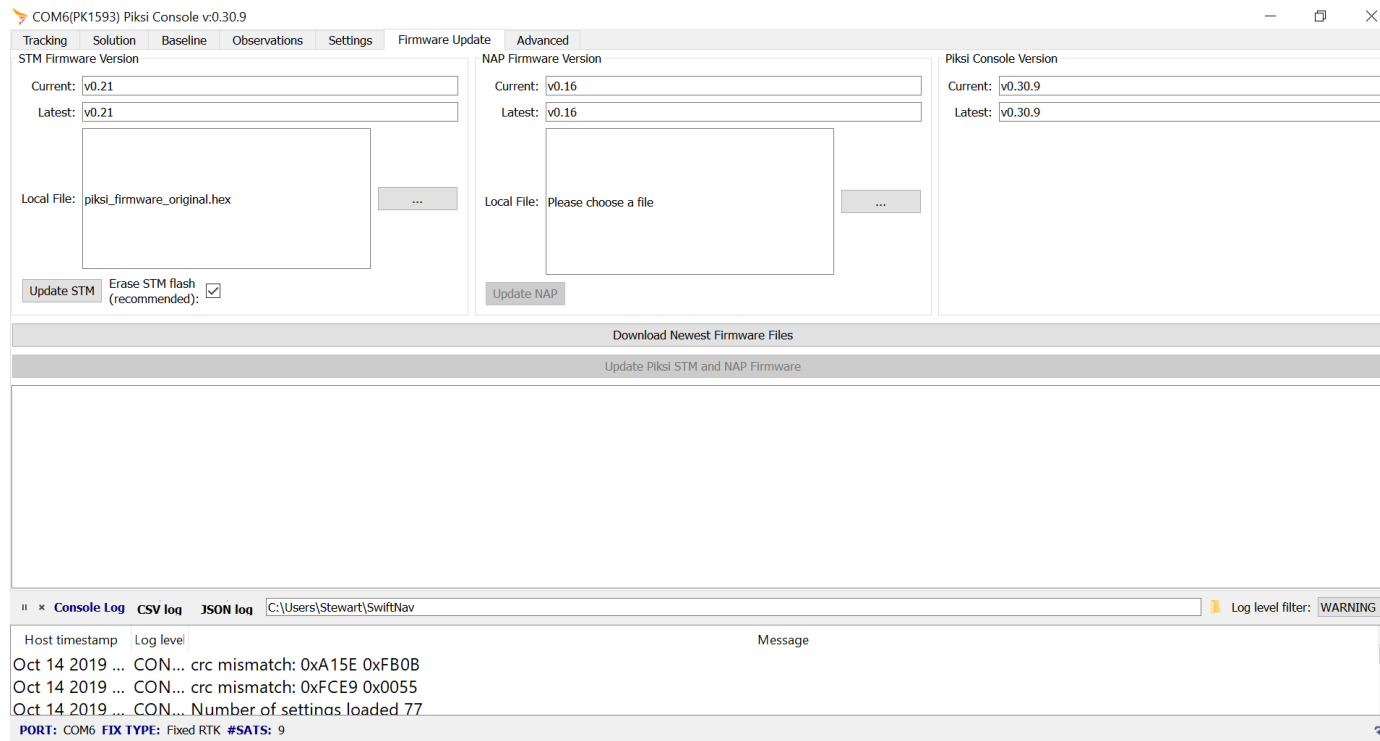 COM6(PK1593) Piksi Console v:0.30.9
Tracking Solution Baseline Observations Settings Firmware Update Advanced
STM Firmware Version
Current: v0.21
Latest: v0.21
Local File: piksi_firmware_original.hex ...
Update STM Erase STM flash
(recommended):
NAP Firmware Version
Current: v0.16
Latest: v0.16
Local File: Please choose a file ...
Update NAP
Piksi Console Version
Current: v0.30.9
Latest: v0.30.9
Download Newest Firmware Files
Update Piksi STM and NAP Firmware
Console Log CSV log JSON log C:\Users\Stewart\SwiftNav Log level filter: WARNING
Host timestamp Log level Message
Oct 14 2019 ... CON... crc mismatch: 0xA15E 0xFB0B
Oct 14 2019 ... CON... crc mismatch: 0xFCE9 0x0055
Oct 14 2019 ... CON... Number of settings loaded 77
PORT: COM6 FIX TYPE: Fixed RTK #SATS: 9